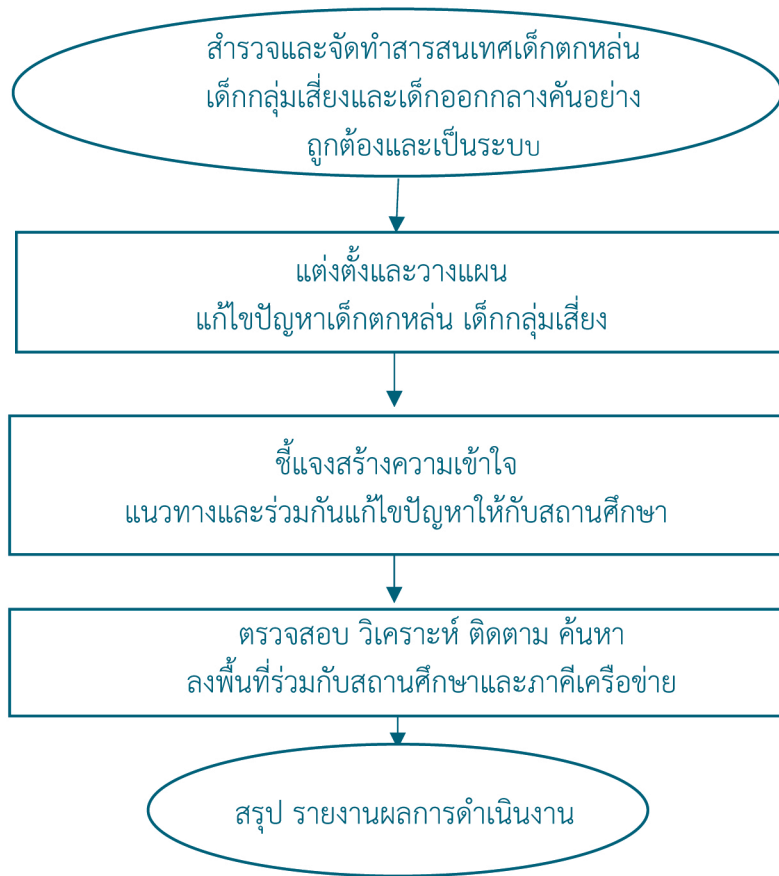 สำรวจและจัดทำสารสนเทศเด็กตกหล่น
เด็กกลุ่มเสี่ยงและเด็กออกกลางคันอย่าง
ถูกต้องและเป็นระบบ
แต่งตั้งและวางแผน
แก้ไขปัญหาเด็กตกหล่น เด็กกลุ่มเสี่ยง
ชี้แจงสร้างความเข้าใจ
แนวทางและร่วมกันแก้ไขปัญหาให้กับสถานศึกษา
ตรวจสอบ วิเคราะห์ ติดตาม ค้นหา
ลงพื้นที่ร่วมกับสถานศึกษาและภาคีเครือข่าย
สรุป รายงานผลการดำเนินงาน